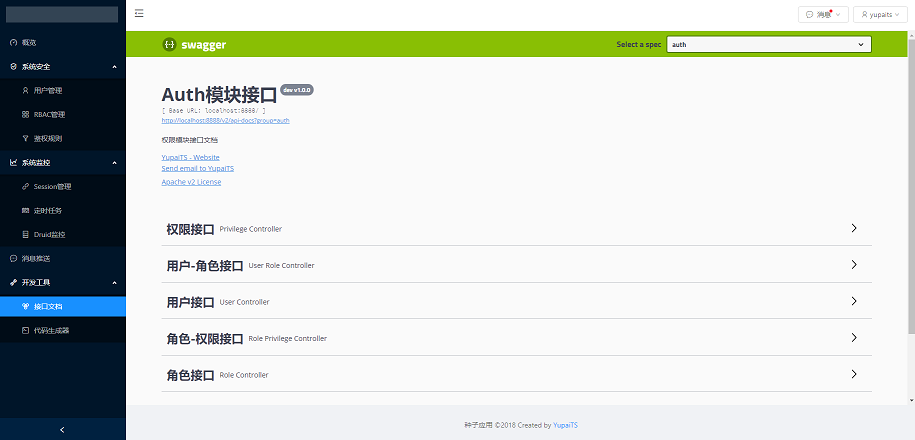 消息
yupaits
概览
系统安全
用户管理
RBAC管理
鉴权规则
系统监控
Session管理
定时任务
Druid监控
消息推送
开发工具
接口文档
代码生成器
swagger
Select a spec
auth
Auth模块接口 dev v1.0.0
[ Base URL: localhost:8888/ ]
http://localhost:8888/v2/api-docs?group=auth
权限模块接口文档
YupaiTS - Website
Send email to YupaiTS
Apache v2 License
权限接口 Privilege Controller
用户-角色接口 User Role Controller
用户接口 User Controller
角色-权限接口 Role Privilege Controller
角色接口 Role Controller
种子应用 ©2018 Created by YupaiTS